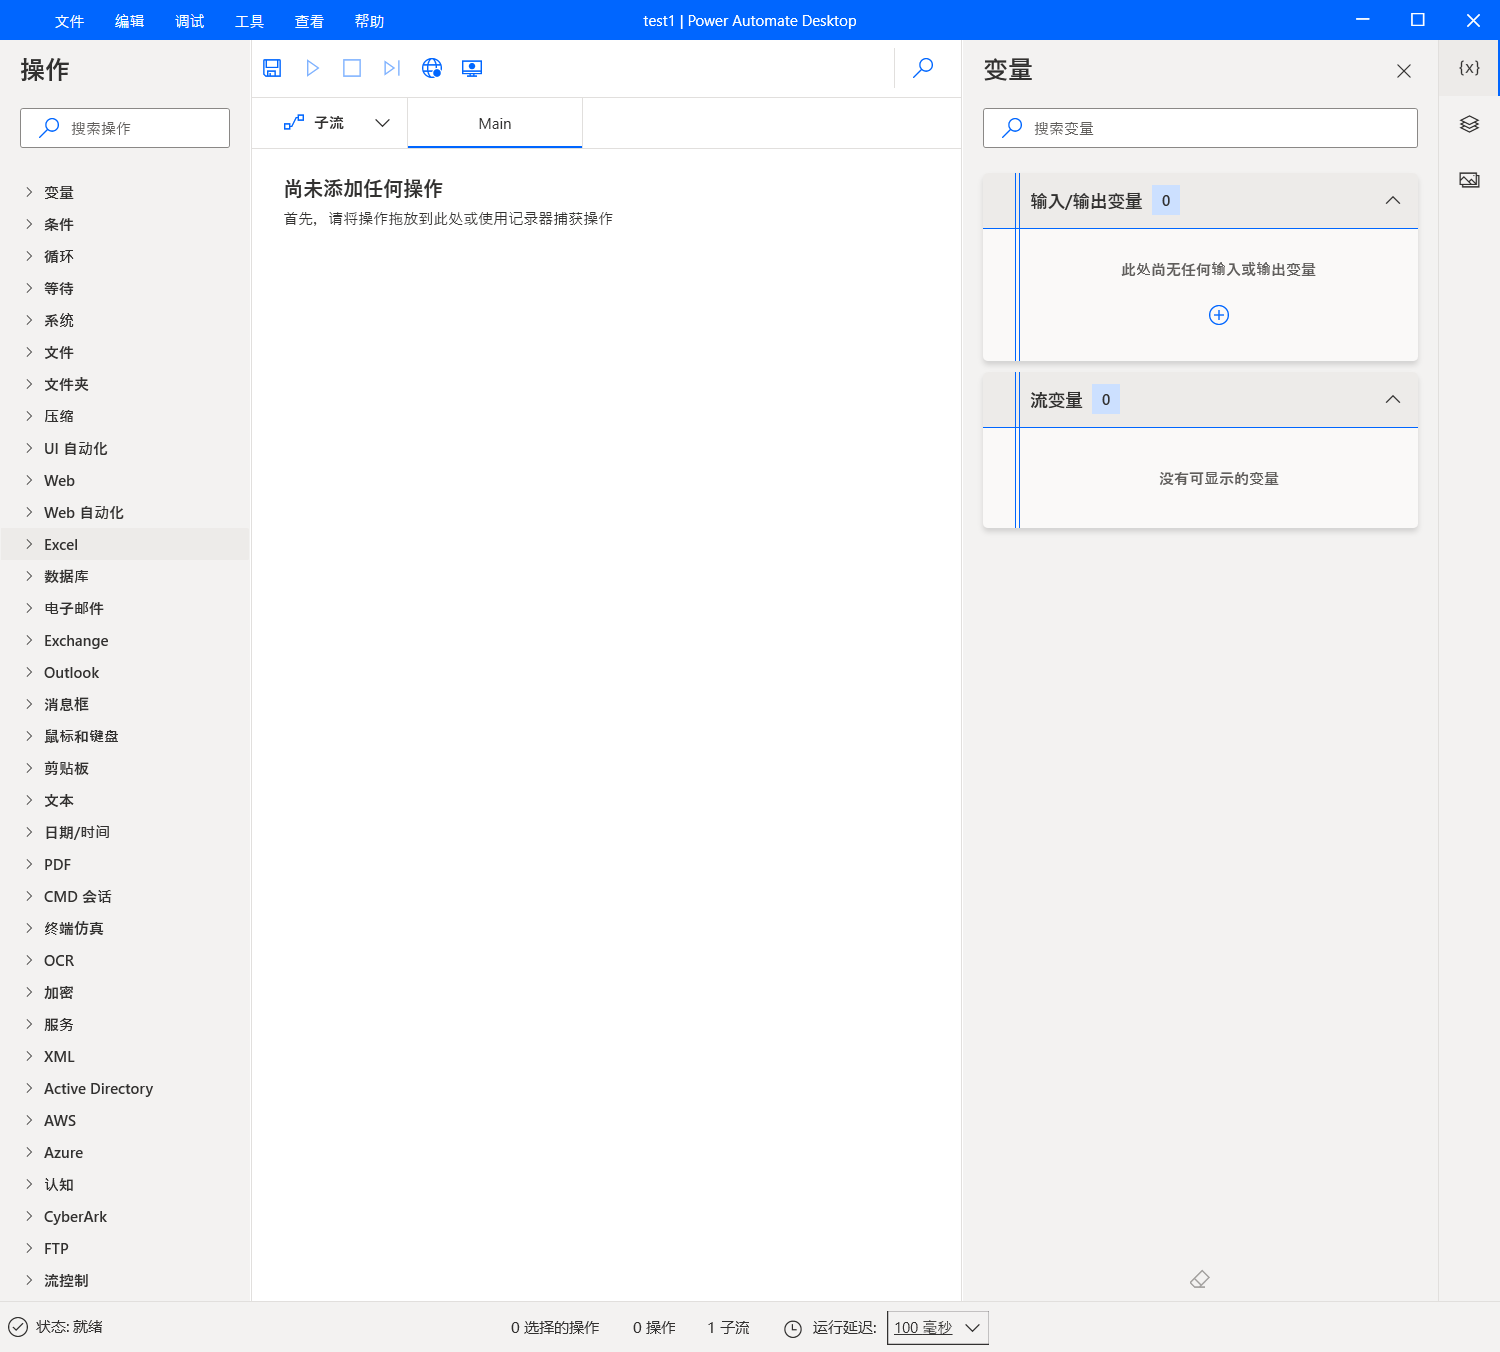 文件 编辑 调试 工具 查看 帮助 test1 | Power Automate Desktop
操作
搜索操作
变量
条件
循环
等待
系统
文件
文件夹
压缩
UI 自动化
Web
Web 自动化
Excel
数据库
电子邮件
Exchange
Outlook
消息框
鼠标和键盘
剪贴板
文本
日期/时间
PDF
CMD 会话
终端仿真
OCR
加密
服务
XML
Active Directory
AWS
Azure
认知
CyberArk
FTP
流控制
子流 Main
尚未添加任何操作
首先，请将操作拖放到此处或使用记录器捕获操作
变量
搜索变量
输入/输出变量 0
此处尚无任何输入或输出变量
流变量 0
没有可显示的变量
{x}
状态: 就绪 0 选择的操作 0 操作 1 子流 运行延迟: 100 毫秒